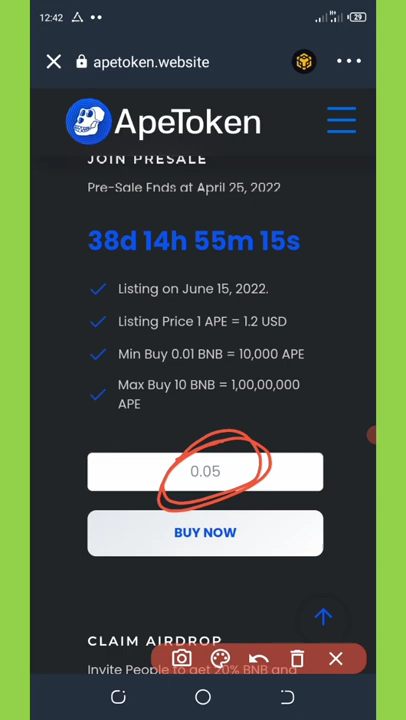 12:42
29
apetoken.website
ApeToken
JOIN PRESALE
Pre-Sale Ends at April 25, 2022
38d 14h 55m 15s
Listing on June 15, 2022.
Listing Price 1 APE = 1.2 USD
Min Buy 0.01 BNB = 10,000 APE
Max Buy 10 BNB = 1,00,00,000
APE
0.05
BUY NOW
CLAIM AIRDROP
Invite People to get 20% BNB and